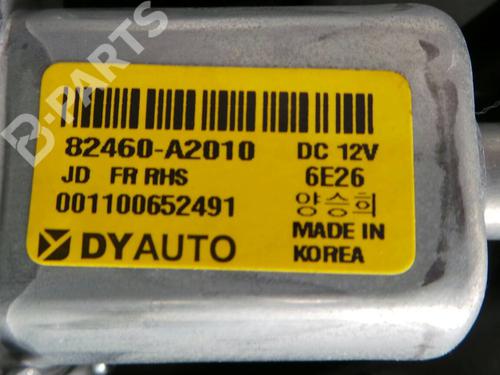 B-PARTS
82460-A2010 DC 12V
JD FR RHS 6E26
001100652491 양승희
DYAUTO MADE IN
KOREA